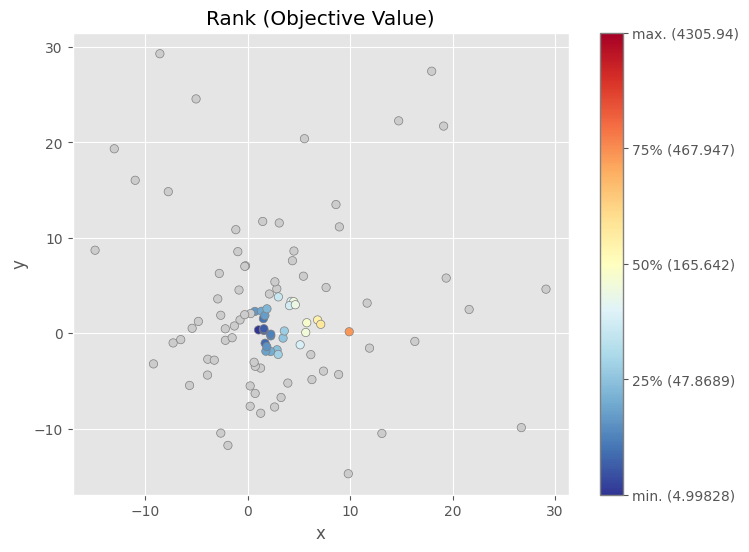 Rank (Objective Value)
30
20
10
0
−10
y
−10
0
10
20
30
x
max. (4305.94)
75% (467.947)
50% (165.642)
25% (47.8689)
min. (4.99828)